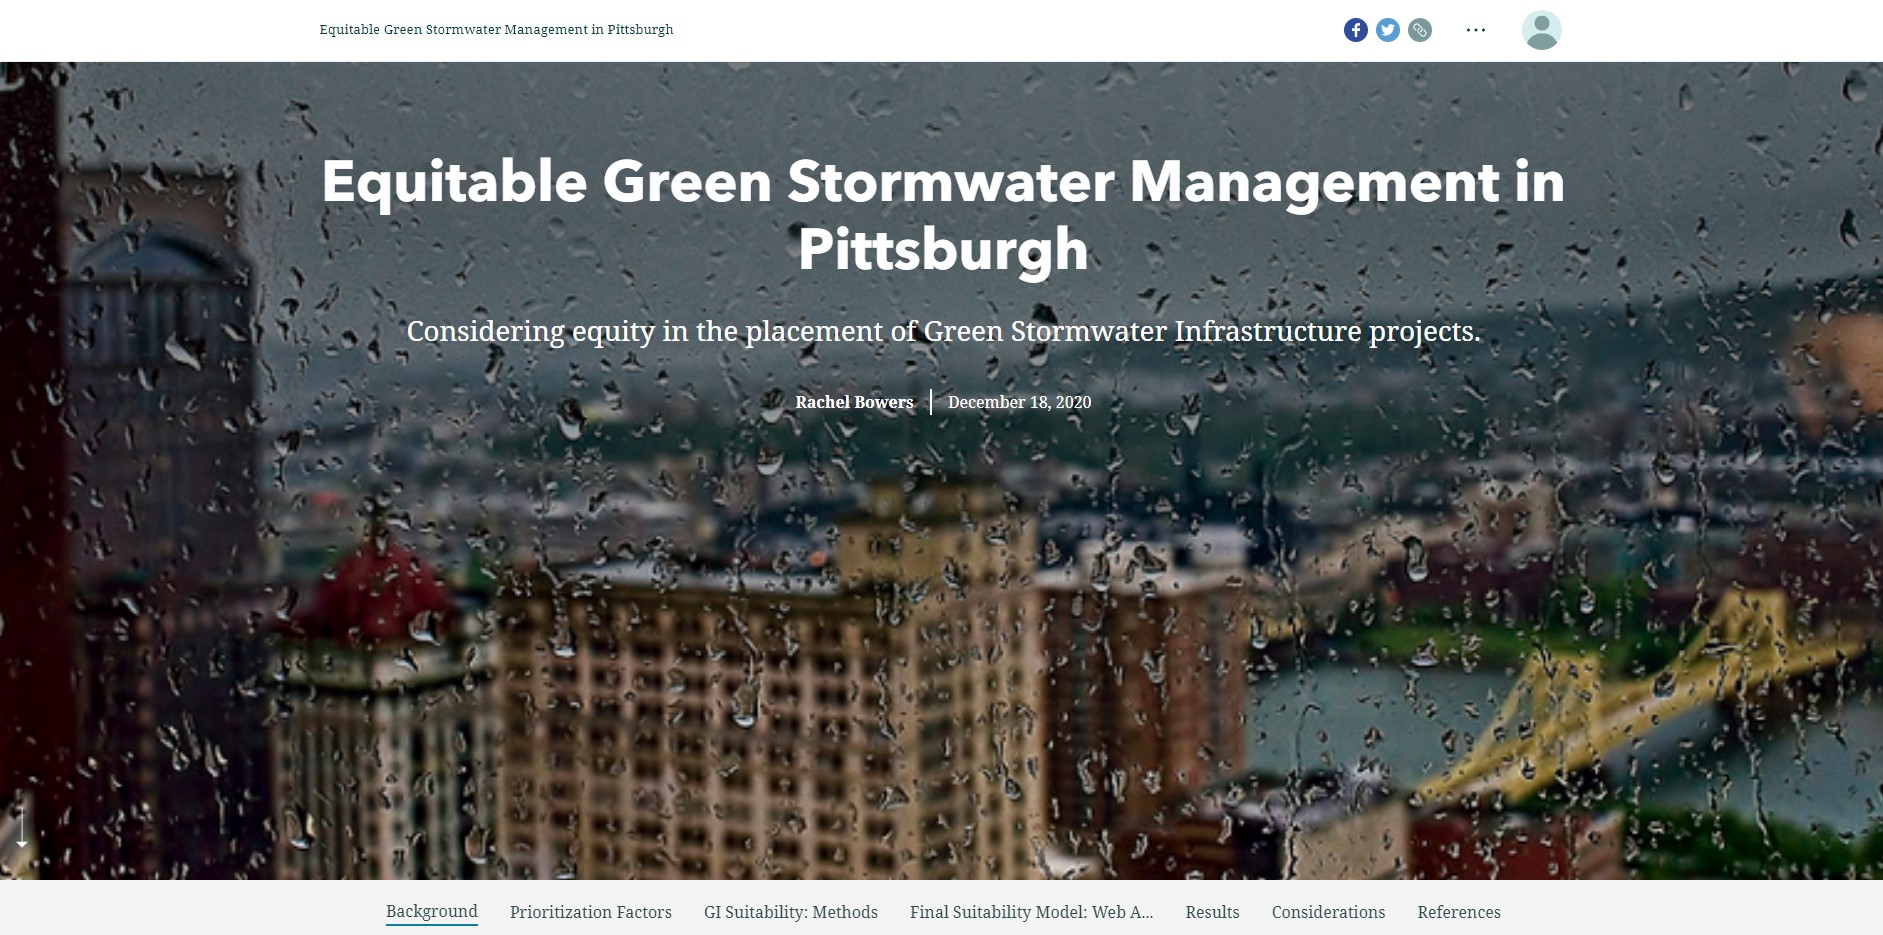 Equitable Green Stormwater Management in Pittsburgh
Equitable Green Stormwater Management in
Pittsburgh
Considering equity in the placement of Green Stormwater Infrastructure projects.
Rachel Bowers | December 18, 2020
Background Prioritization Factors GI Suitability: Methods Final Suitability Model: Web A... Results Considerations References